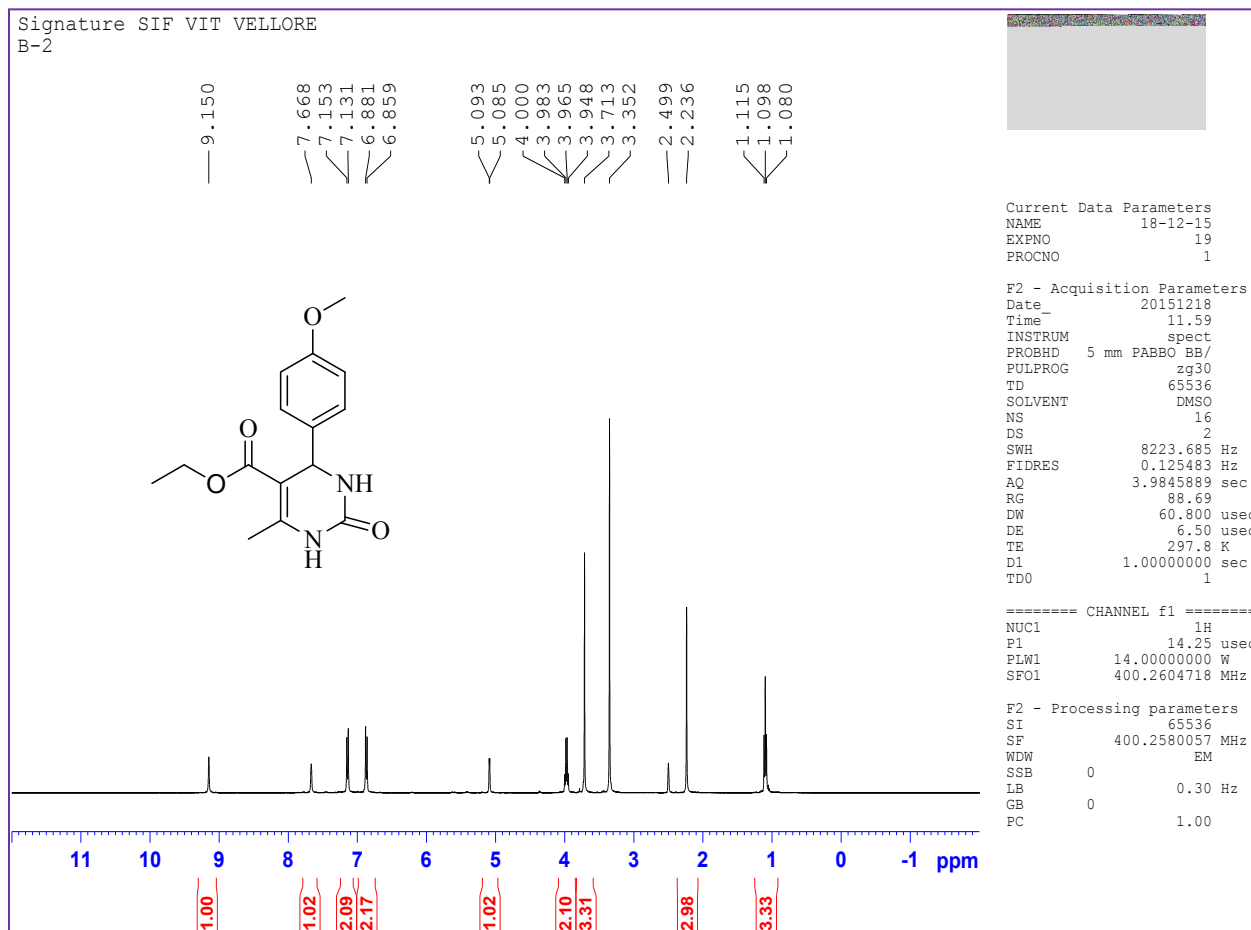 Signature SIF VIT VELLORE
B-2
9.150
7.668
7.153
7.131
6.881
6.859
5.093
5.085
4.000
3.983
3.965
3.948
3.713
3.352
2.499
2.236
1.115
1.098
1.080
O
O
O
NH
N
H
O
11 10 9 8 7 6 5 4 3 2 1 0 -1 ppm
1.00
1.02
2.09
2.17
1.02
2.10
3.31
2.98
3.33
Current Data Parameters
NAME 18-12-15
EXPNO 19
PROCNO 1
F2 - Acquisition Parameters
Date_ 20151218
Time 11.59
INSTRUM spect
PROBHD 5 mm PABBO BB/
PULPROG zg30
TD 65536
SOLVENT DMSO
NS 16
DS 2
SWH 8223.685 Hz
FIDRES 0.125483 Hz
AQ 3.9845889 sec
RG 88.69
DW 60.800 usec
DE 6.50 usec
TE 297.8 K
D1 1.00000000 sec
TD0 1
======== CHANNEL f1 ========
NUC1 1H
P1 14.25 usec
PLW1 14.00000000 W
SFO1 400.2604718 MHz
F2 - Processing parameters
SI 65536
SF 400.2580057 MHz
WDW EM
SSB 0
LB 0.30 Hz
GB 0
PC 1.00